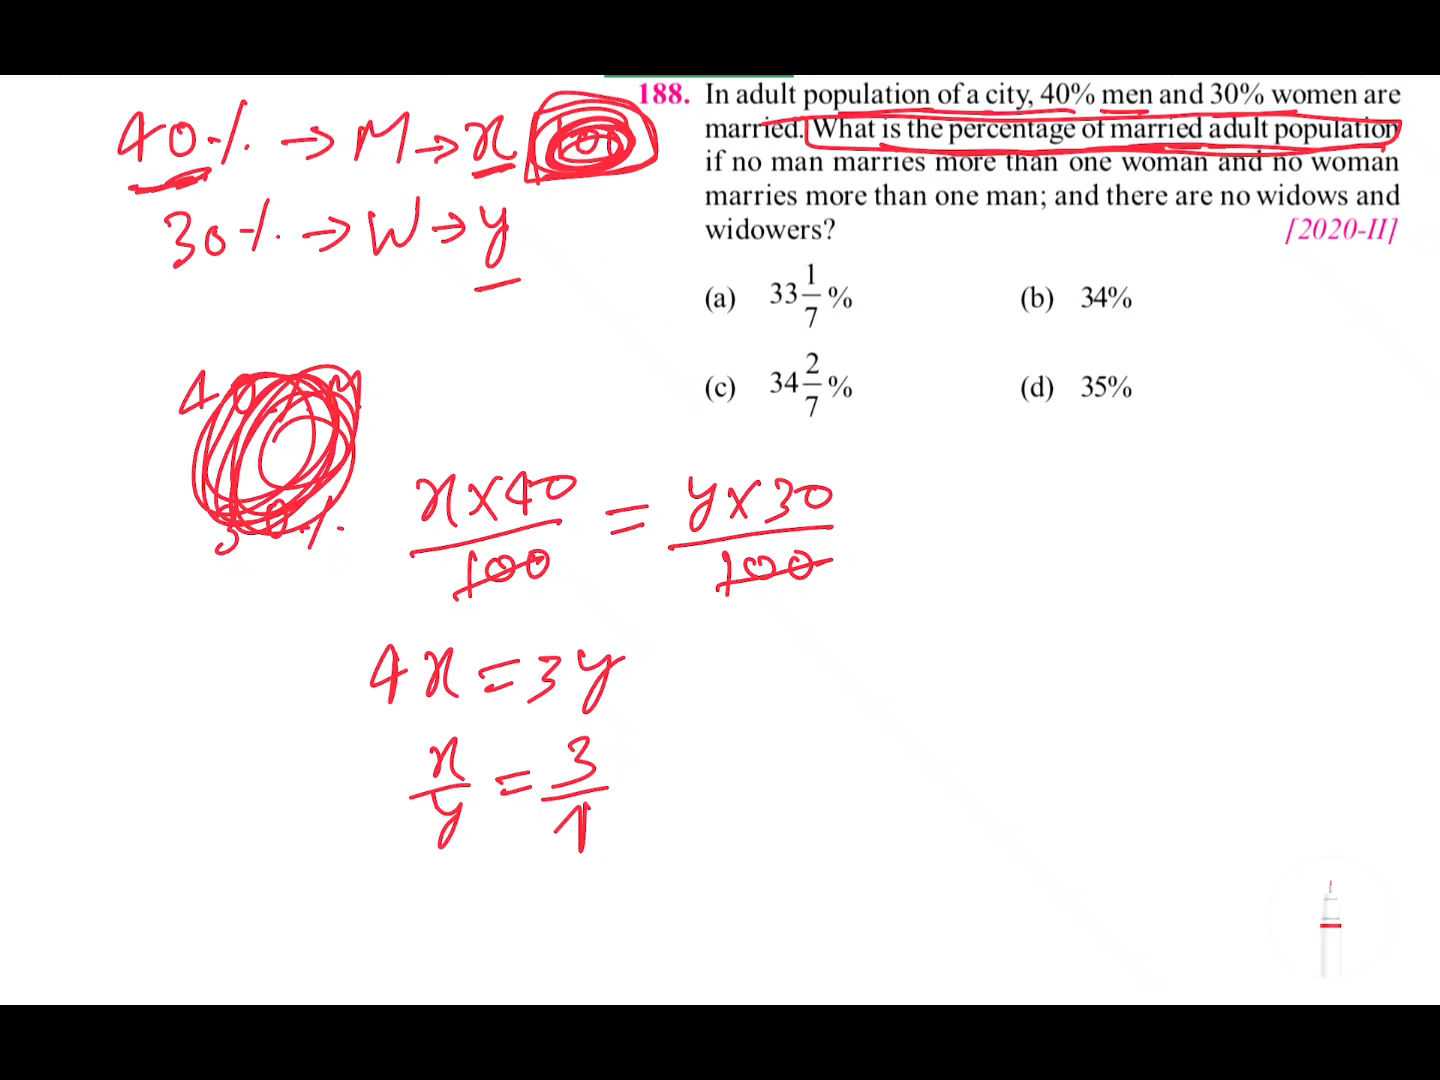 188. In adult population of a city, 40% men and 30% women are
married. What is the percentage of married adult population
if no man marries more than one woman and no woman
marries more than one man; and there are no widows and
widowers? [2020-II]
(a) 33 1/7 % (b) 34%
(c) 34 2/7 % (d) 35%
40% → M → x
30% → W → y
x×40/100 = y×30/100
4x = 3y
x/y = 3/